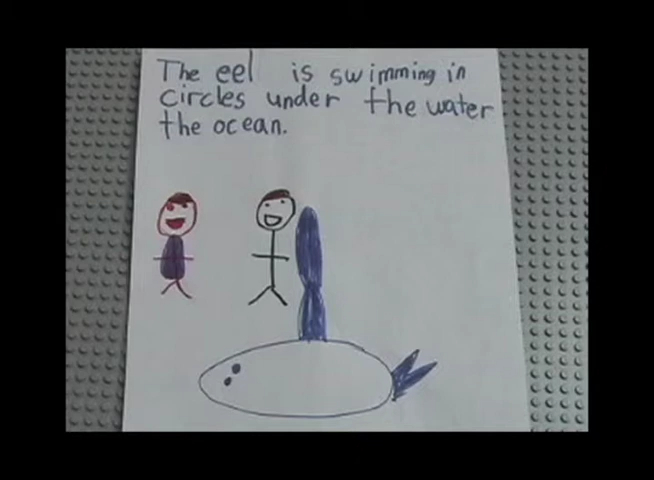 The eel is swimming in
circles under the water
the ocean.